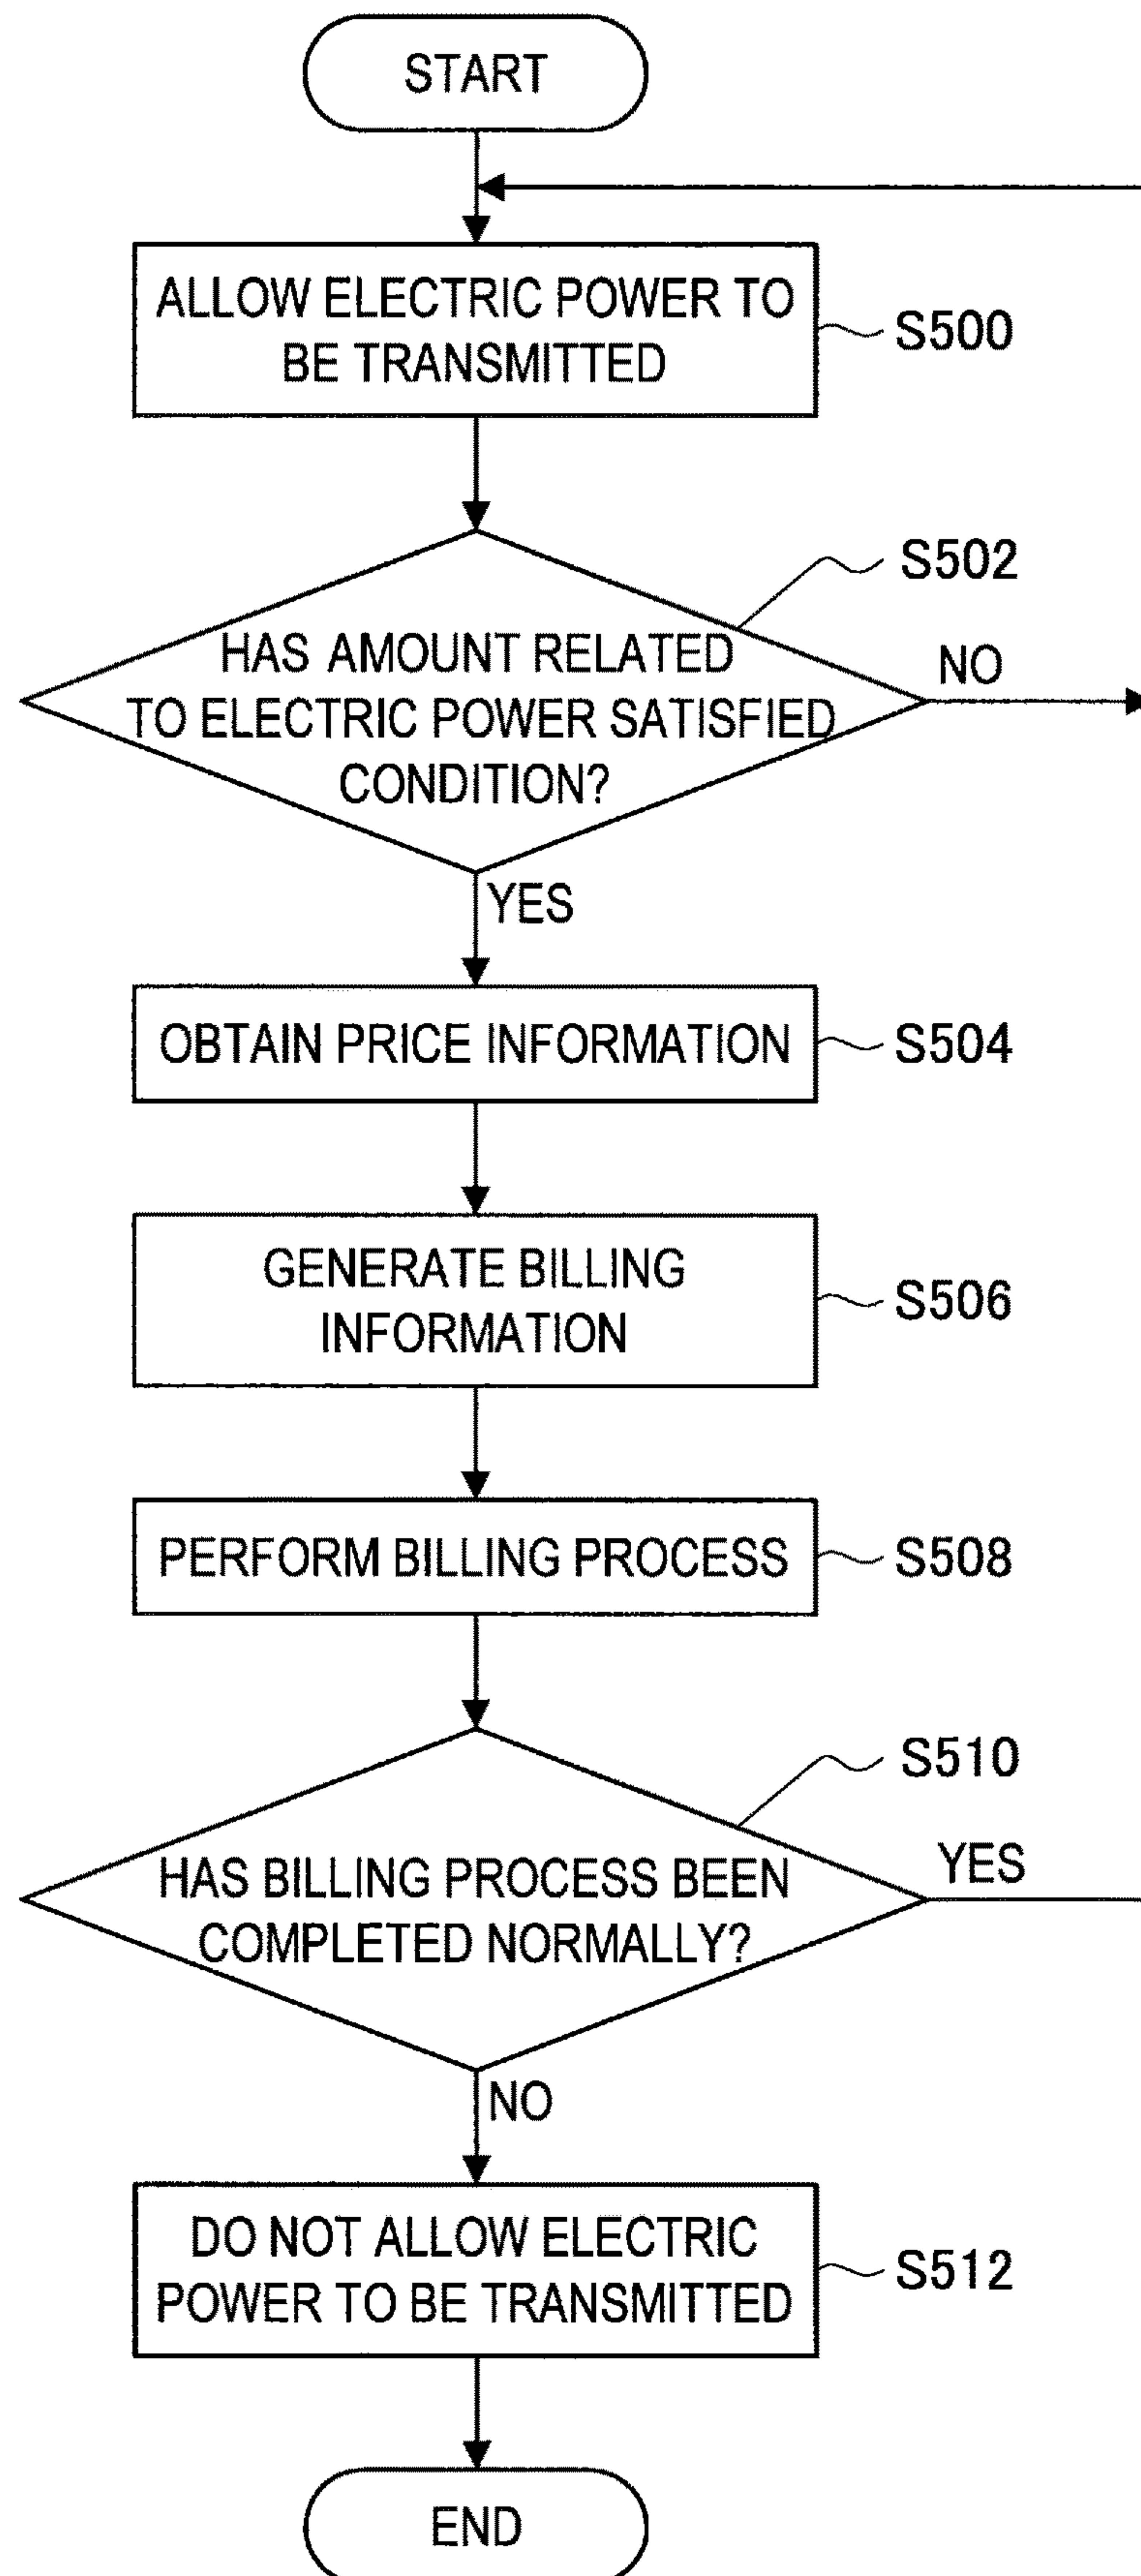 START
ALLOW ELECTRIC POWER TO
BE TRANSMITTED
S500
S502
HAS AMOUNT RELATED
TO ELECTRIC POWER SATISFIED
CONDITION?
NO
YES
OBTAIN PRICE INFORMATION
S504
GENERATE BILLING
INFORMATION
S506
PERFORM BILLING PROCESS
S508
S510
HAS BILLING PROCESS BEEN
COMPLETED NORMALLY?
YES
NO
DO NOT ALLOW ELECTRIC
POWER TO BE TRANSMITTED
S512
END